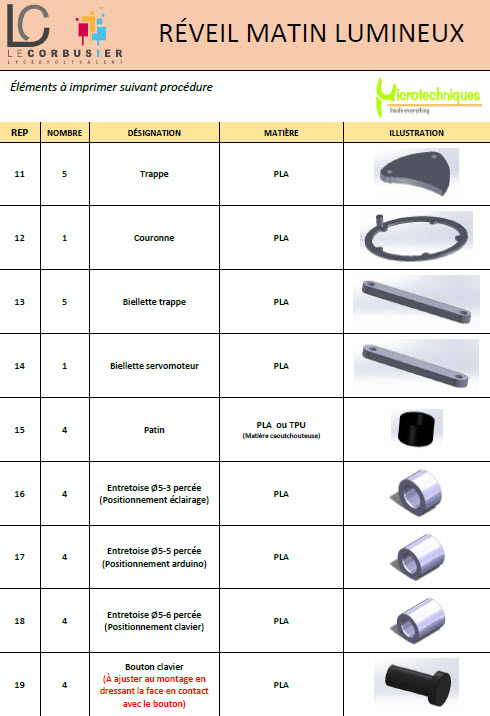 LC
LECORBUSIER
LYCÉEPOLYVALENT
RÉVEIL MATIN LUMINEUX
Éléments à imprimer suivant procédure
Microtechniques
Inside everything
REP NOMBRE DÉSIGNATION MATIÈRE ILLUSTRATION
11 5 Trappe PLA
12 1 Couronne PLA
13 5 Biellette trappe PLA
14 1 Biellette servomoteur PLA
15 4 Patin PLA ou TPU
(Matière caoutchouteuse)
16 4 Entretoise Ø5-3 percée PLA
(Positionnement éclairage)
17 4 Entretoise Ø5-5 percée PLA
(Positionnement arduino)
18 4 Entretoise Ø5-6 percée PLA
(Positionnement clavier)
19 4 Bouton clavier PLA
(À ajuster au montage en
dressant la face en contact
avec le bouton)